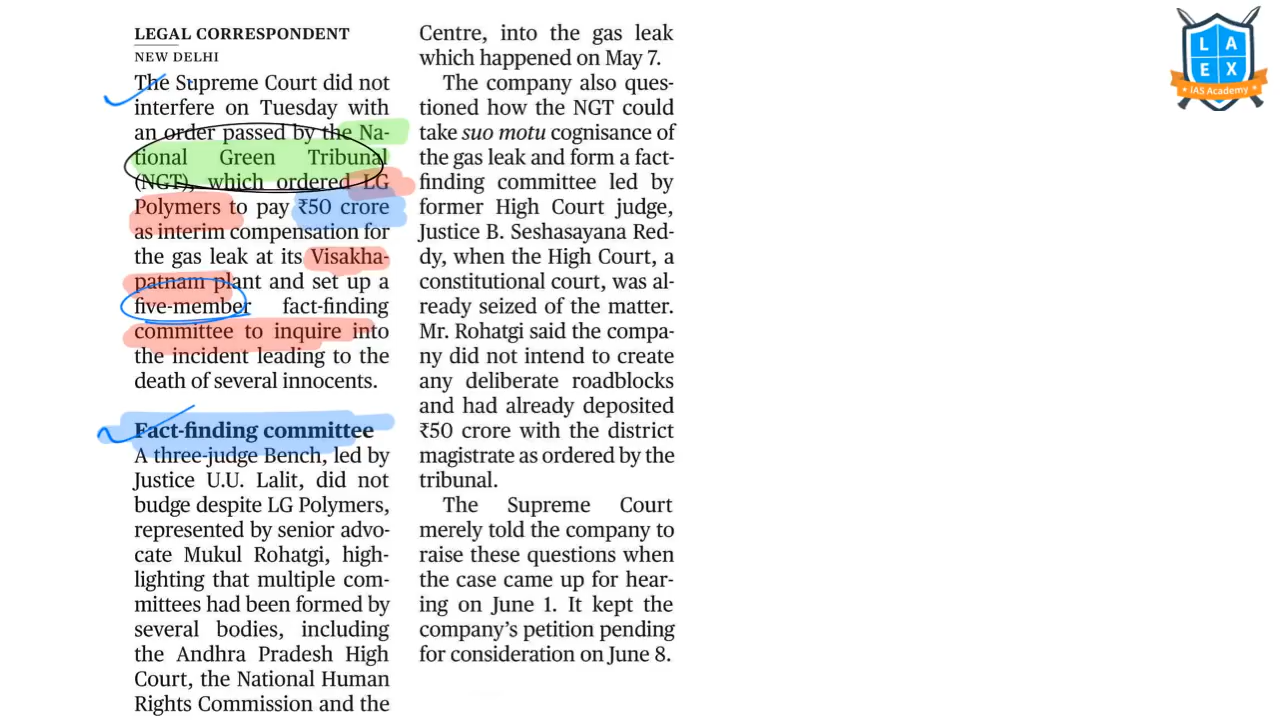 LEGAL CORRESPONDENT
NEW DELHI
The Supreme Court did not
interfere on Tuesday with
an order passed by the Na-
tional Green Tribunal
(NGT), which ordered LG
Polymers to pay ₹50 crore
as interim compensation for
the gas leak at its Visakha-
patnam plant and set up a
five-member fact-finding
committee to inquire into
the incident leading to the
death of several innocents.
Fact-finding committee
A three-judge Bench, led by
Justice U.U. Lalit, did not
budge despite LG Polymers,
represented by senior advo-
cate Mukul Rohatgi, high-
lighting that multiple com-
mittees had been formed by
several bodies, including
the Andhra Pradesh High
Court, the National Human
Rights Commission and the
Centre, into the gas leak
which happened on May 7.
The company also ques-
tioned how the NGT could
take suo motu cognisance of
the gas leak and form a fact-
finding committee led by
former High Court judge,
Justice B. Seshasayana Red-
dy, when the High Court, a
constitutional court, was al-
ready seized of the matter.
Mr. Rohatgi said the compa-
ny did not intend to create
any deliberate roadblocks
and had already deposited
₹50 crore with the district
magistrate as ordered by the
tribunal.
The Supreme Court
merely told the company to
raise these questions when
the case came up for hear-
ing on June 1. It kept the
company's petition pending
for consideration on June 8.
L A
E X
IAS Academy